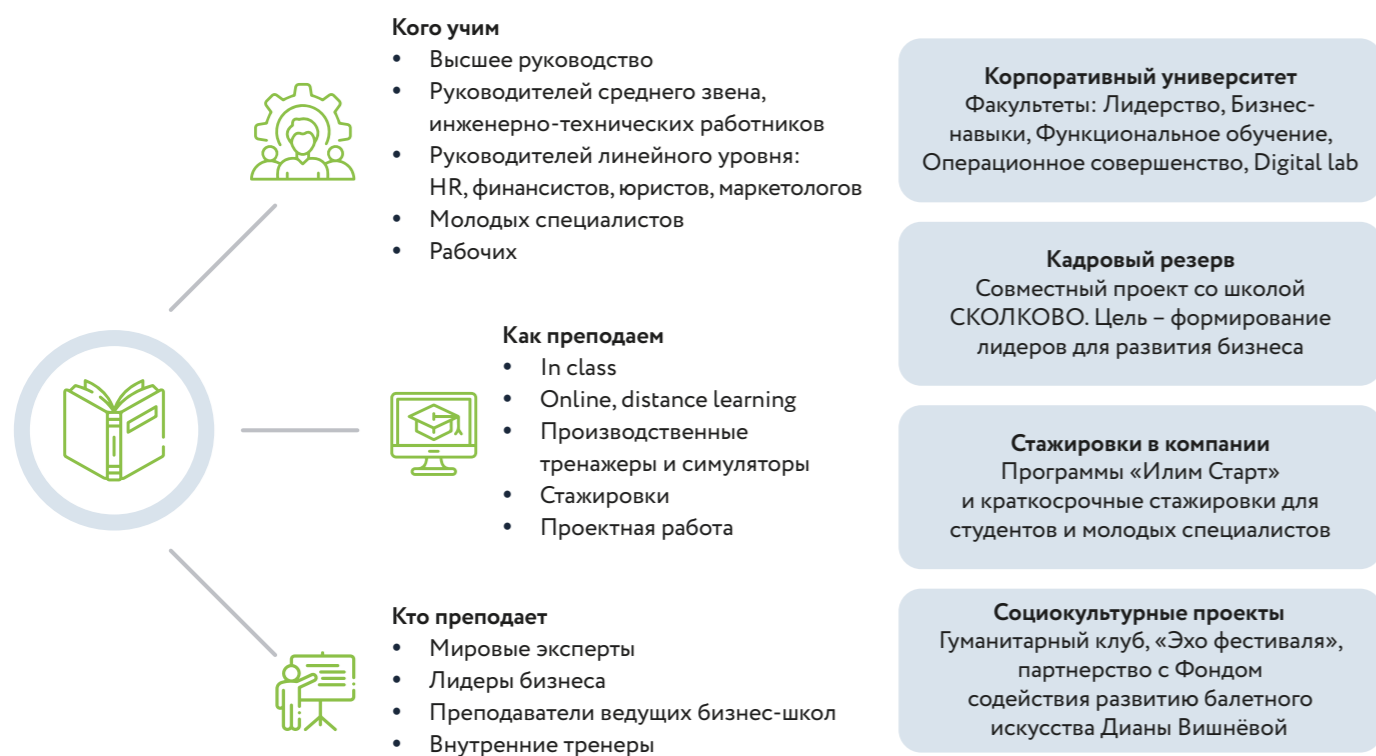 Кого учим
• Высшее руководство
• Руководителей среднего звена,
инженерно-технических работников
• Руководителей линейного уровня:
HR, финансистов, юристов, маркетологов
• Молодых специалистов
• Рабочих
Как преподаем
• In class
• Online, distance learning
• Производственные
тренажеры и симуляторы
• Стажировки
• Проектная работа
Кто преподает
• Мировые эксперты
• Лидеры бизнеса
• Преподаватели ведущих бизнес-школ
• Внутренние тренеры
Корпоративный университет
Факультеты: Лидерство, Бизнес-
навыки, Функциональное обучение,
Операционное совершенство, Digital lab
Кадровый резерв
Совместный проект со школой
СКОЛКОВО. Цель – формирование
лидеров для развития бизнеса
Стажировки в компании
Программы «Илим Старт»
и краткосрочные стажировки для
студентов и молодых специалистов
Социокультурные проекты
Гуманитарный клуб, «Эхо фестиваля»,
партнерство с Фондом
содействия развитию балетного
искусства Дианы Вишнёвой